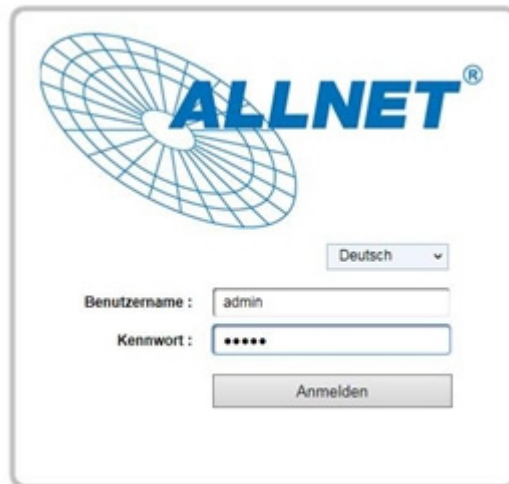 ALLNET®
Deutsch
Benutzername : admin
Kennwort : •••••
Anmelden